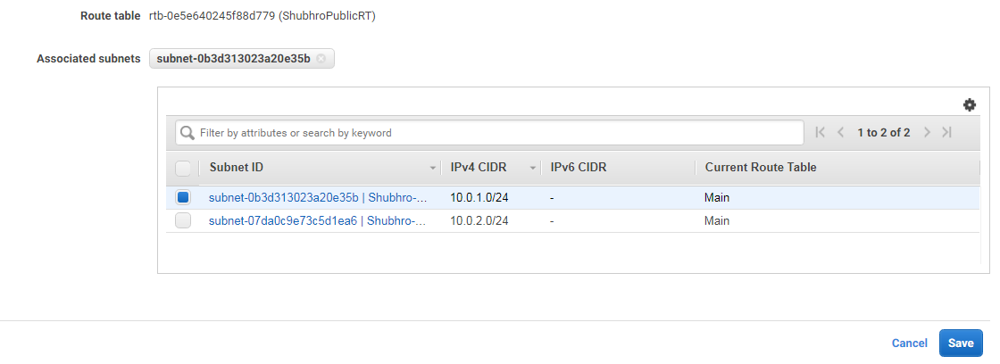 Route table rtb-0e5e640245f88d779 (ShubhroPublicRT)
Associated subnets subnet-0b3d313023a20e35b
Filter by attributes or search by keyword 1 to 2 of 2
Subnet ID IPv4 CIDR IPv6 CIDR Current Route Table
subnet-0b3d313023a20e35b | Shubhro-... 10.0.1.0/24 - Main
subnet-07da0c9e73c5d1ea6 | Shubhro-... 10.0.2.0/24 - Main
Cancel Save